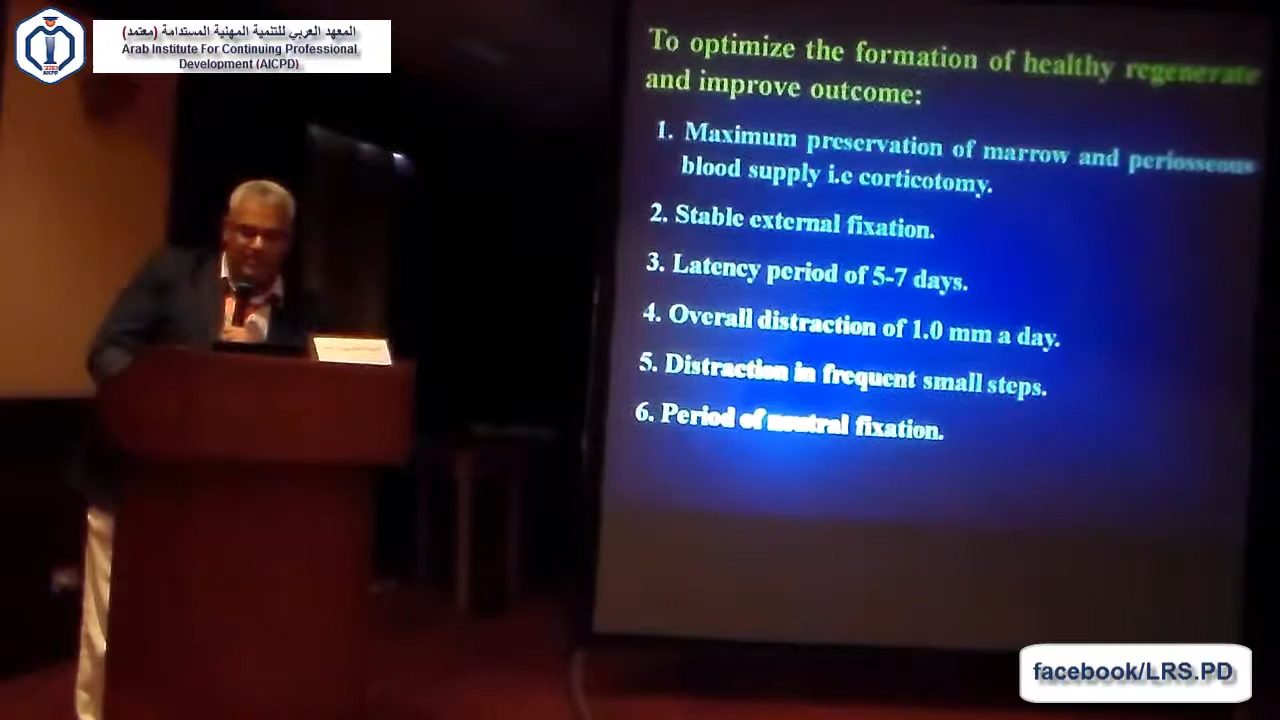 المعهد العربي للتنمية المهنية المستدامة (معتمد)
Arab Institute For Continuing Professional
Development (AICPD)
AICPD
To optimize the formation of healthy regenerate
and improve outcome:
1. Maximum preservation of marrow and periosseous
blood supply i.e corticotomy.
2. Stable external fixation.
3. Latency period of 5-7 days.
4. Overall distraction of 1.0 mm a day.
5. Distraction in frequent small steps.
6. Period of neutral fixation.
facebook/LRS.PD